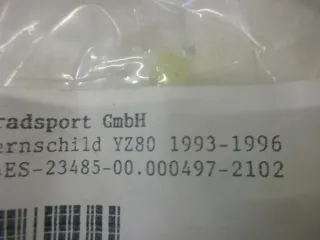 radsport GmbH
ernschild YZ80 1993-1996
ES-23485-00.000497-2102